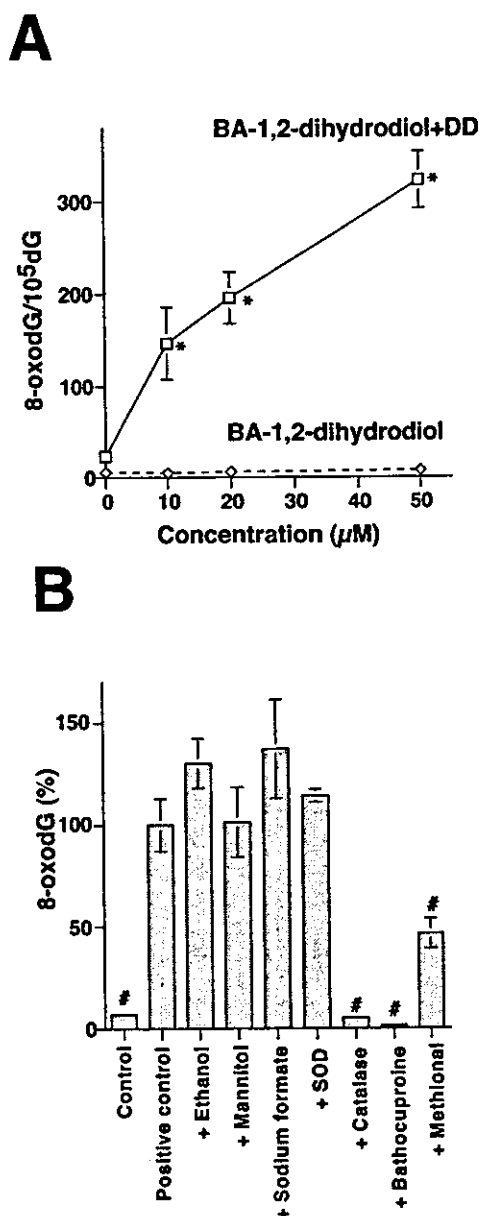 A
BA-1,2-dihydrodiol+DD
300
200
100
0
8-oxodG/10⁵dG
*
*
*
BA-1,2-dihydrodiol
0 10 20 30 40 50
Concentration (µM)
B
150
100
50
0
8-oxodG (%)
#
#
#
#
Control
Positive control
+ Ethanol
+ Mannitol
+ Sodium formate
+ SOD
+ Catalase
+ Bathocuproine
+ Methional